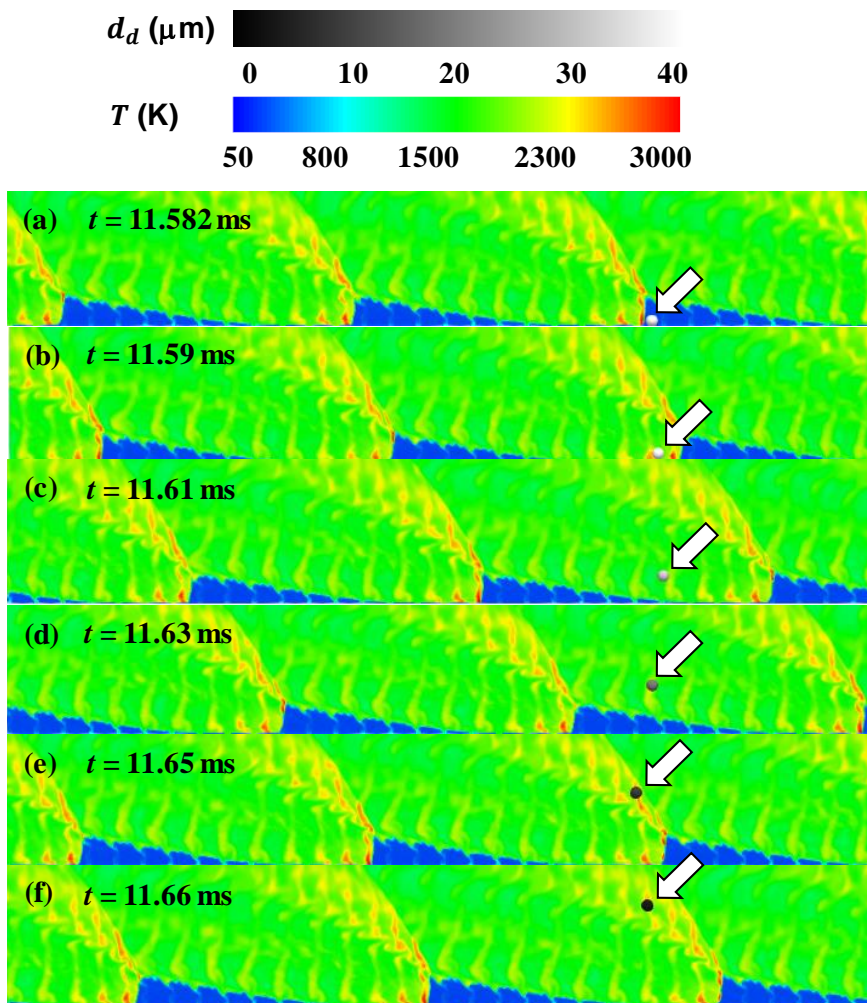 d_d (μm)
0 10 20 30 40
T (K)
50 800 1500 2300 3000
(a) t = 11.582 ms
(b) t = 11.59 ms
(c) t = 11.61 ms
(d) t = 11.63 ms
(e) t = 11.65 ms
(f) t = 11.66 ms